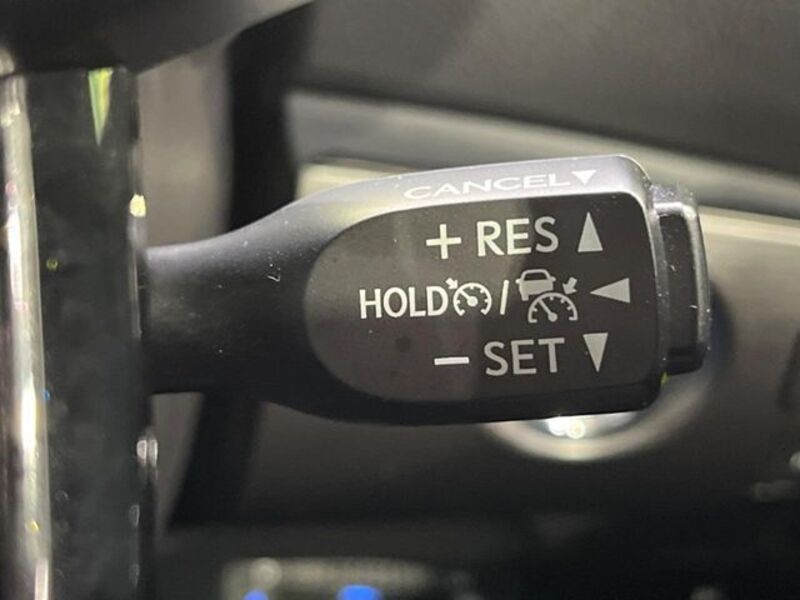 CANCEL▼
+ RES ▲
HOLD / ◀
− SET ▼